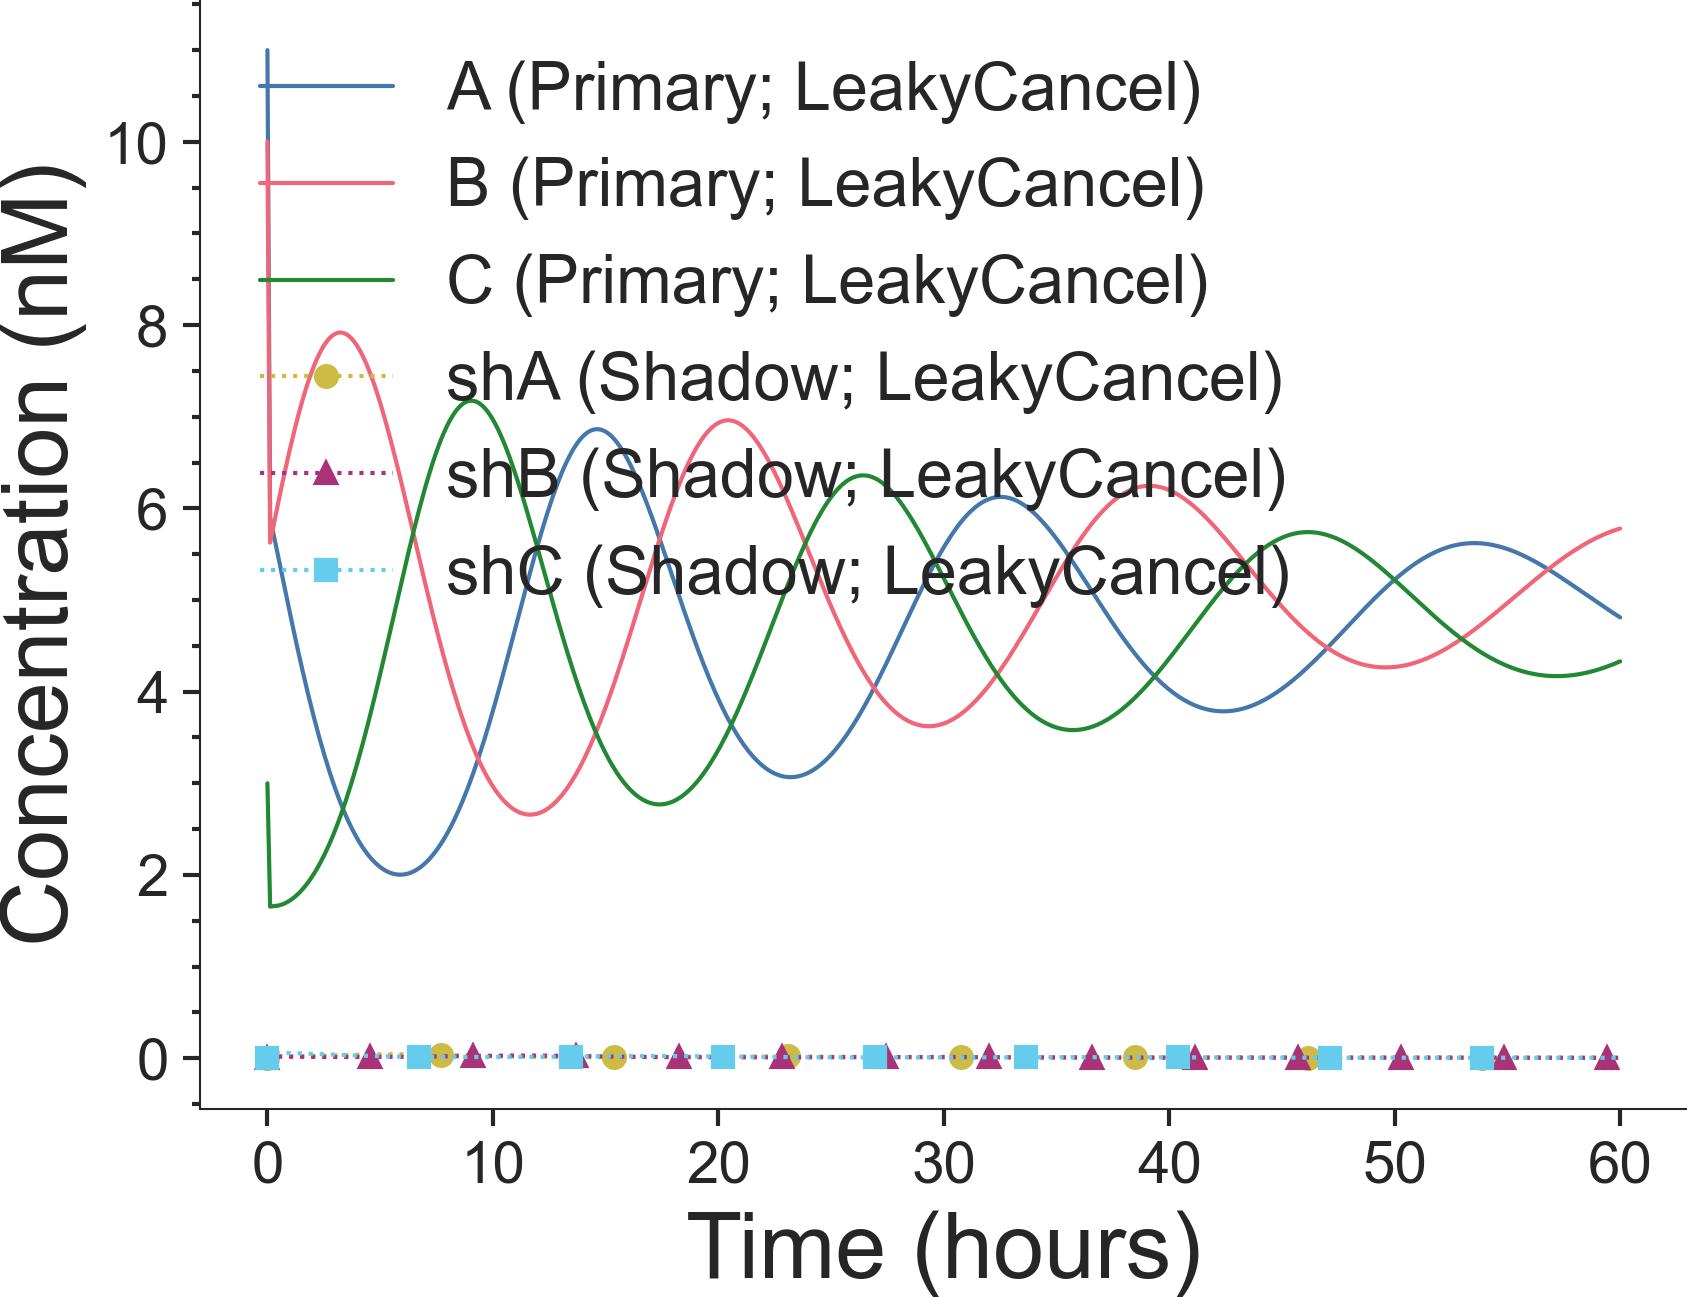 Concentration (nM)
10
8
6
4
2
0
A (Primary; LeakyCancel)
B (Primary; LeakyCancel)
C (Primary; LeakyCancel)
shA (Shadow; LeakyCancel)
shB (Shadow; LeakyCancel)
shC (Shadow; LeakyCancel)
0 10 20 30 40 50 60
Time (hours)